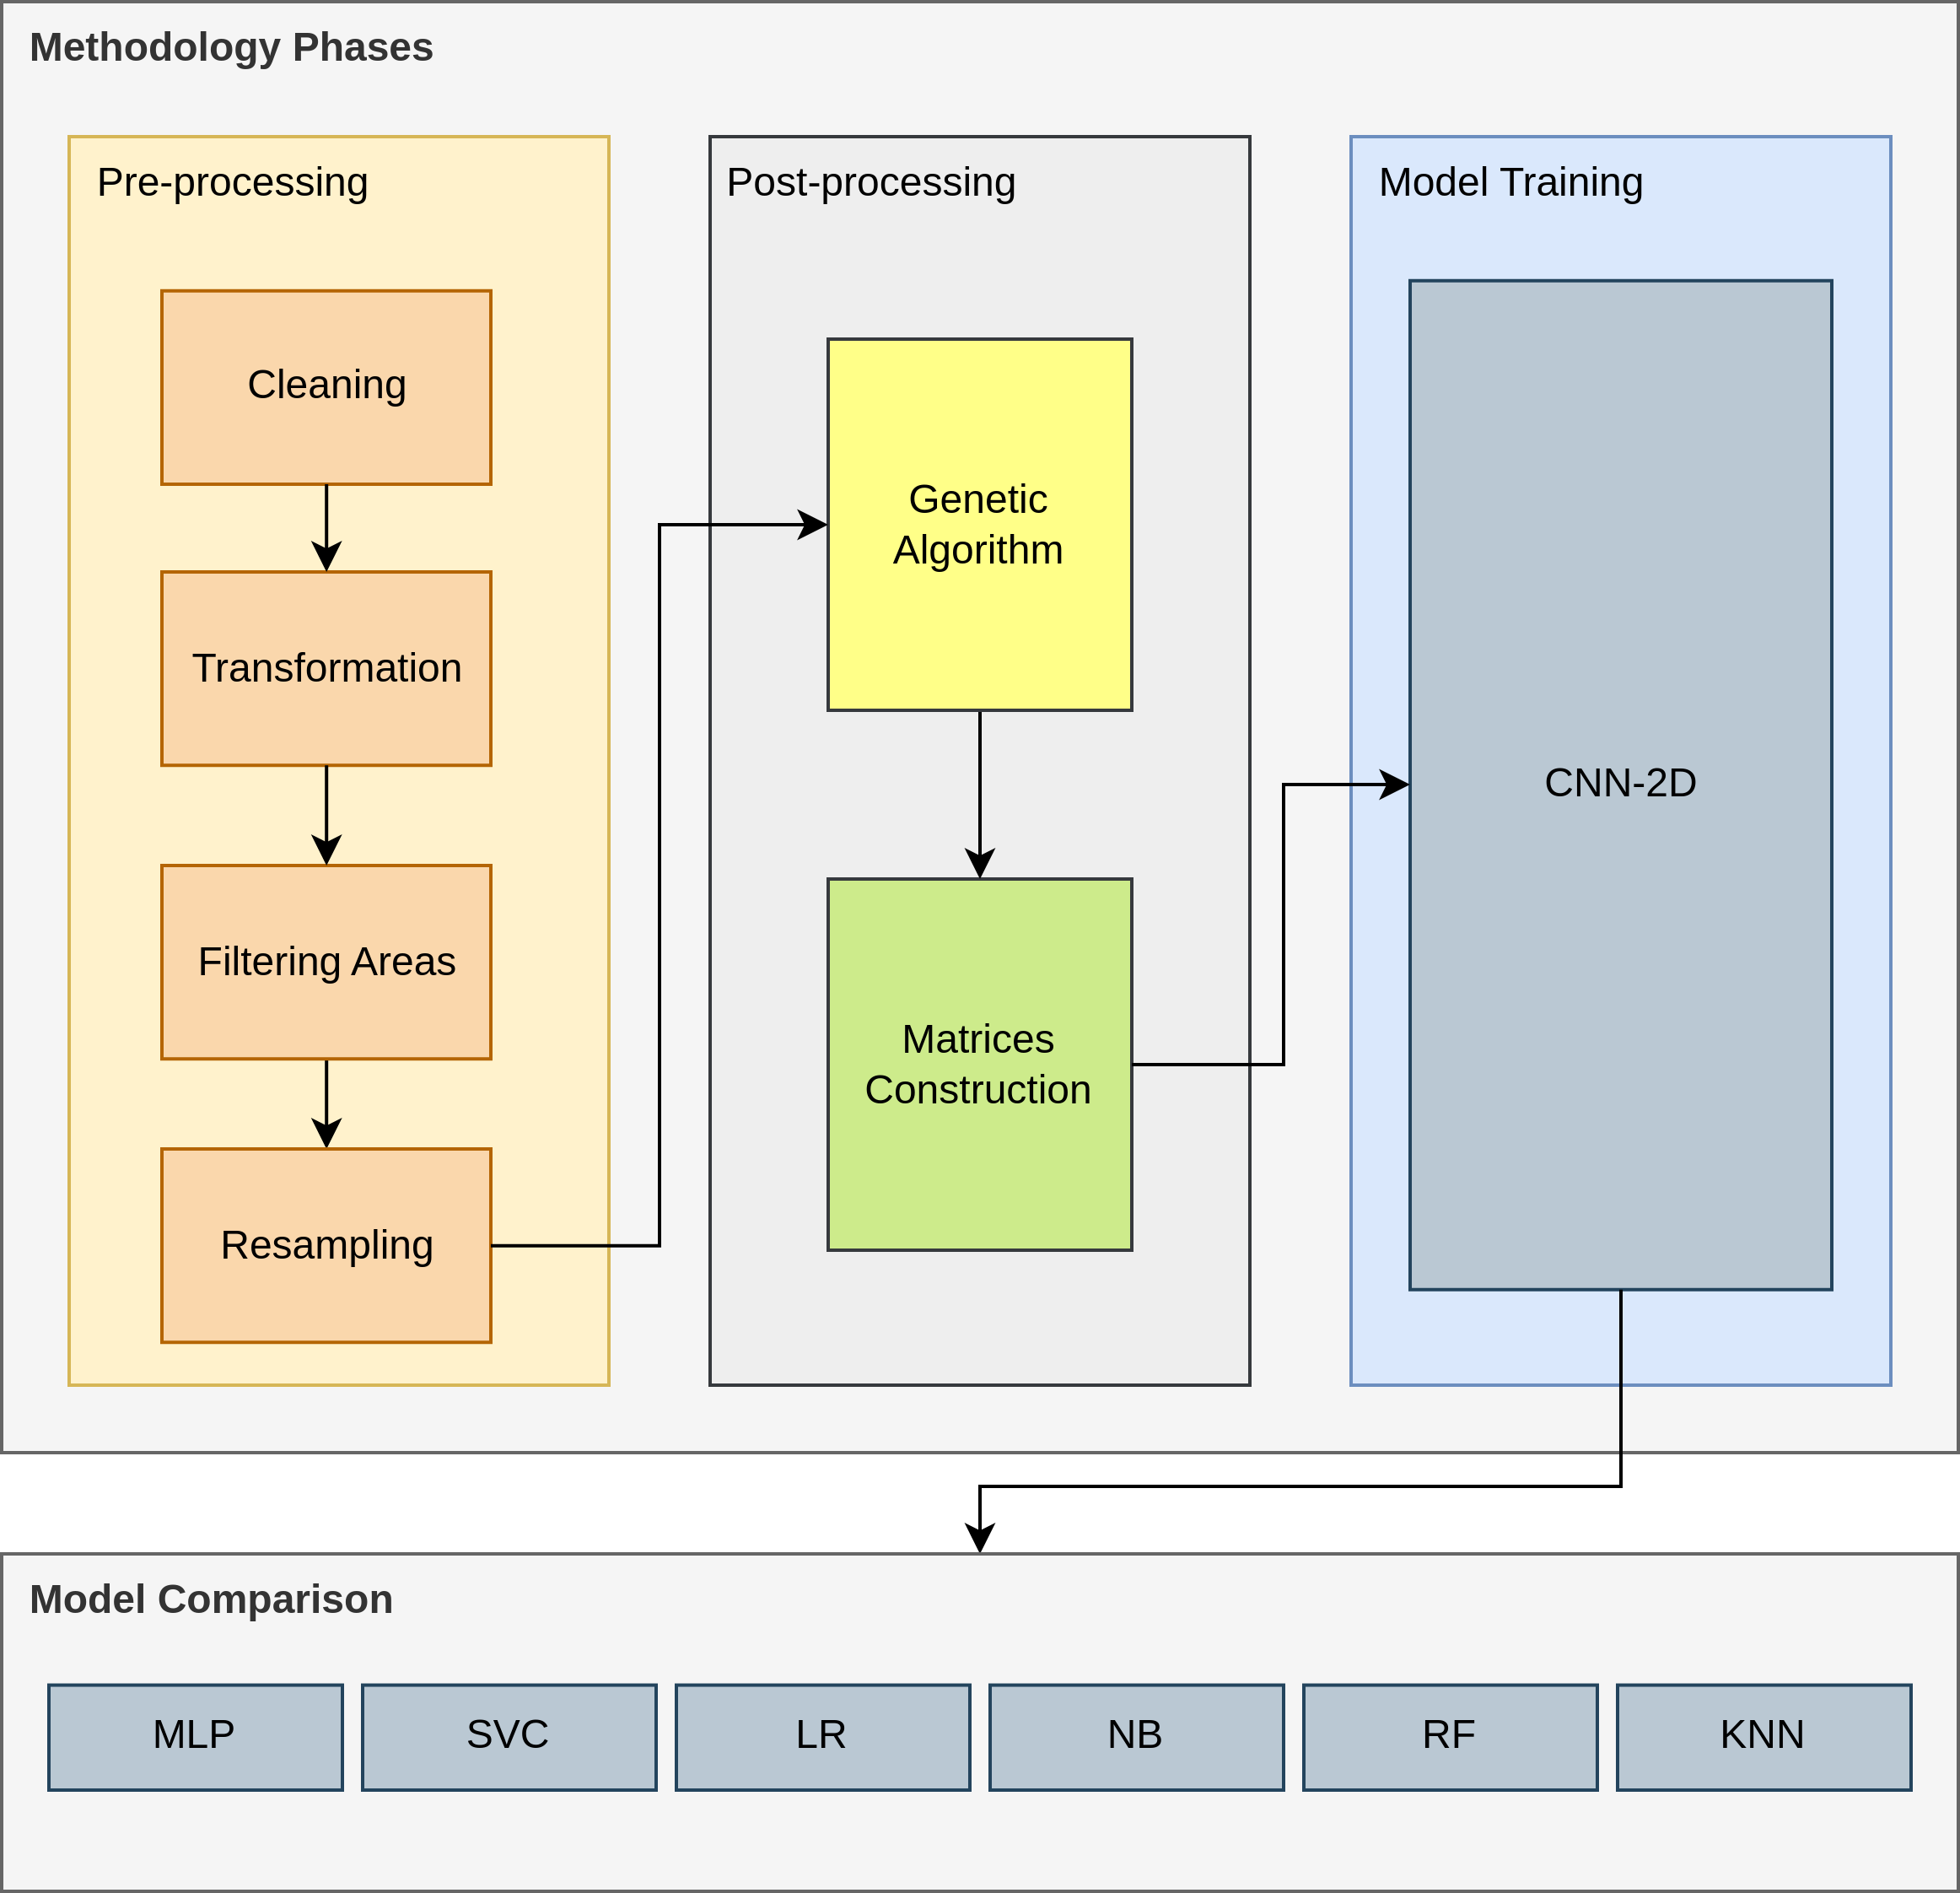 Methodology Phases
Pre-processing
Cleaning
Transformation
Filtering Areas
Resampling
Post-processing
Genetic
Algorithm
Matrices
Construction
Model Training
CNN-2D
Model Comparison
MLP
SVC
LR
NB
RF
KNN